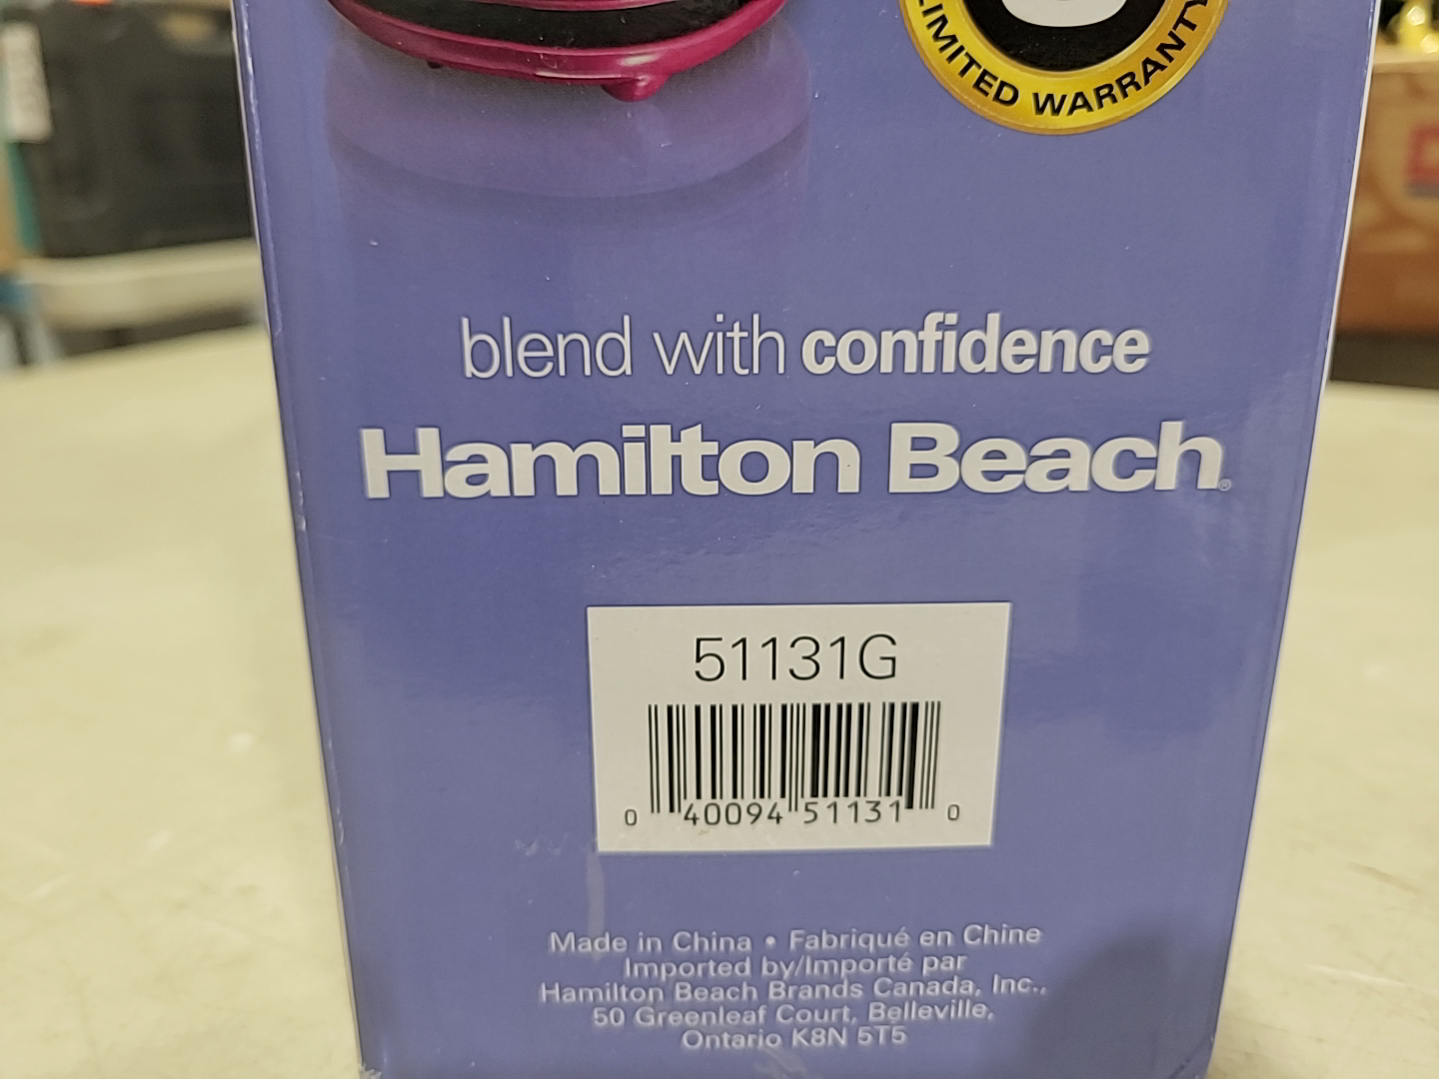 LIMITED WARRANTY
blend with confidence
Hamilton Beach®
51131G
0 40094 51131 0
Made in China • Fabriqué en Chine
Imported by/Importé par
Hamilton Beach Brands Canada, Inc.,
50 Greenleaf Court, Belleville,
Ontario K8N 5T5